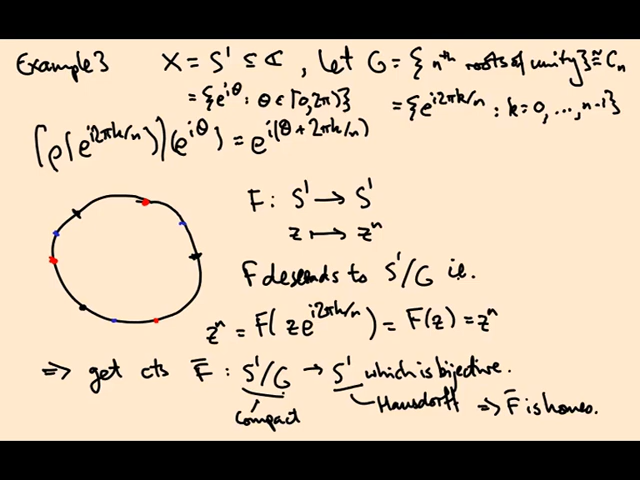 Example 3 X = S¹ ⊆ ℂ, Let G = { nᵗʰ roots of unity} ≅ Cₙ
= {e^{iθ} : θ ∈ [0,2π)} = {e^{i2πk/n} : k=0, ..., n-1}
(ρ(e^{i2πk/n}))(e^{iθ}) = e^{i(θ + 2πk/n)}
F : S¹ → S¹
z ↦ zⁿ
F descends to S¹/G i.e.
zⁿ = F(z e^{i2πk/n}) = F(z) = zⁿ
⇒ get cts F̄ : S¹/G → S¹ which is bijective.
compact Hausdorff ⇒ F̄ is homeo.